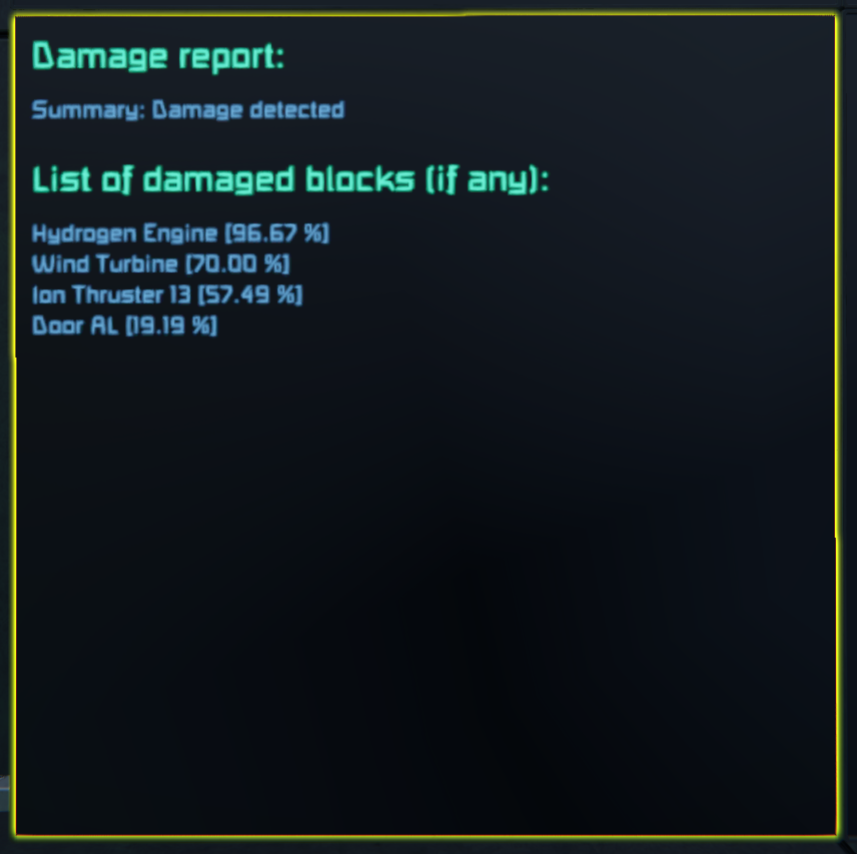 Damage report:
Summary: Damage detected
List of damaged blocks (if any):
Hydrogen Engine [96.67 %]
Wind Turbine [70.00 %]
Ion Thruster 13 [57.49 %]
Door AL [19.19 %]